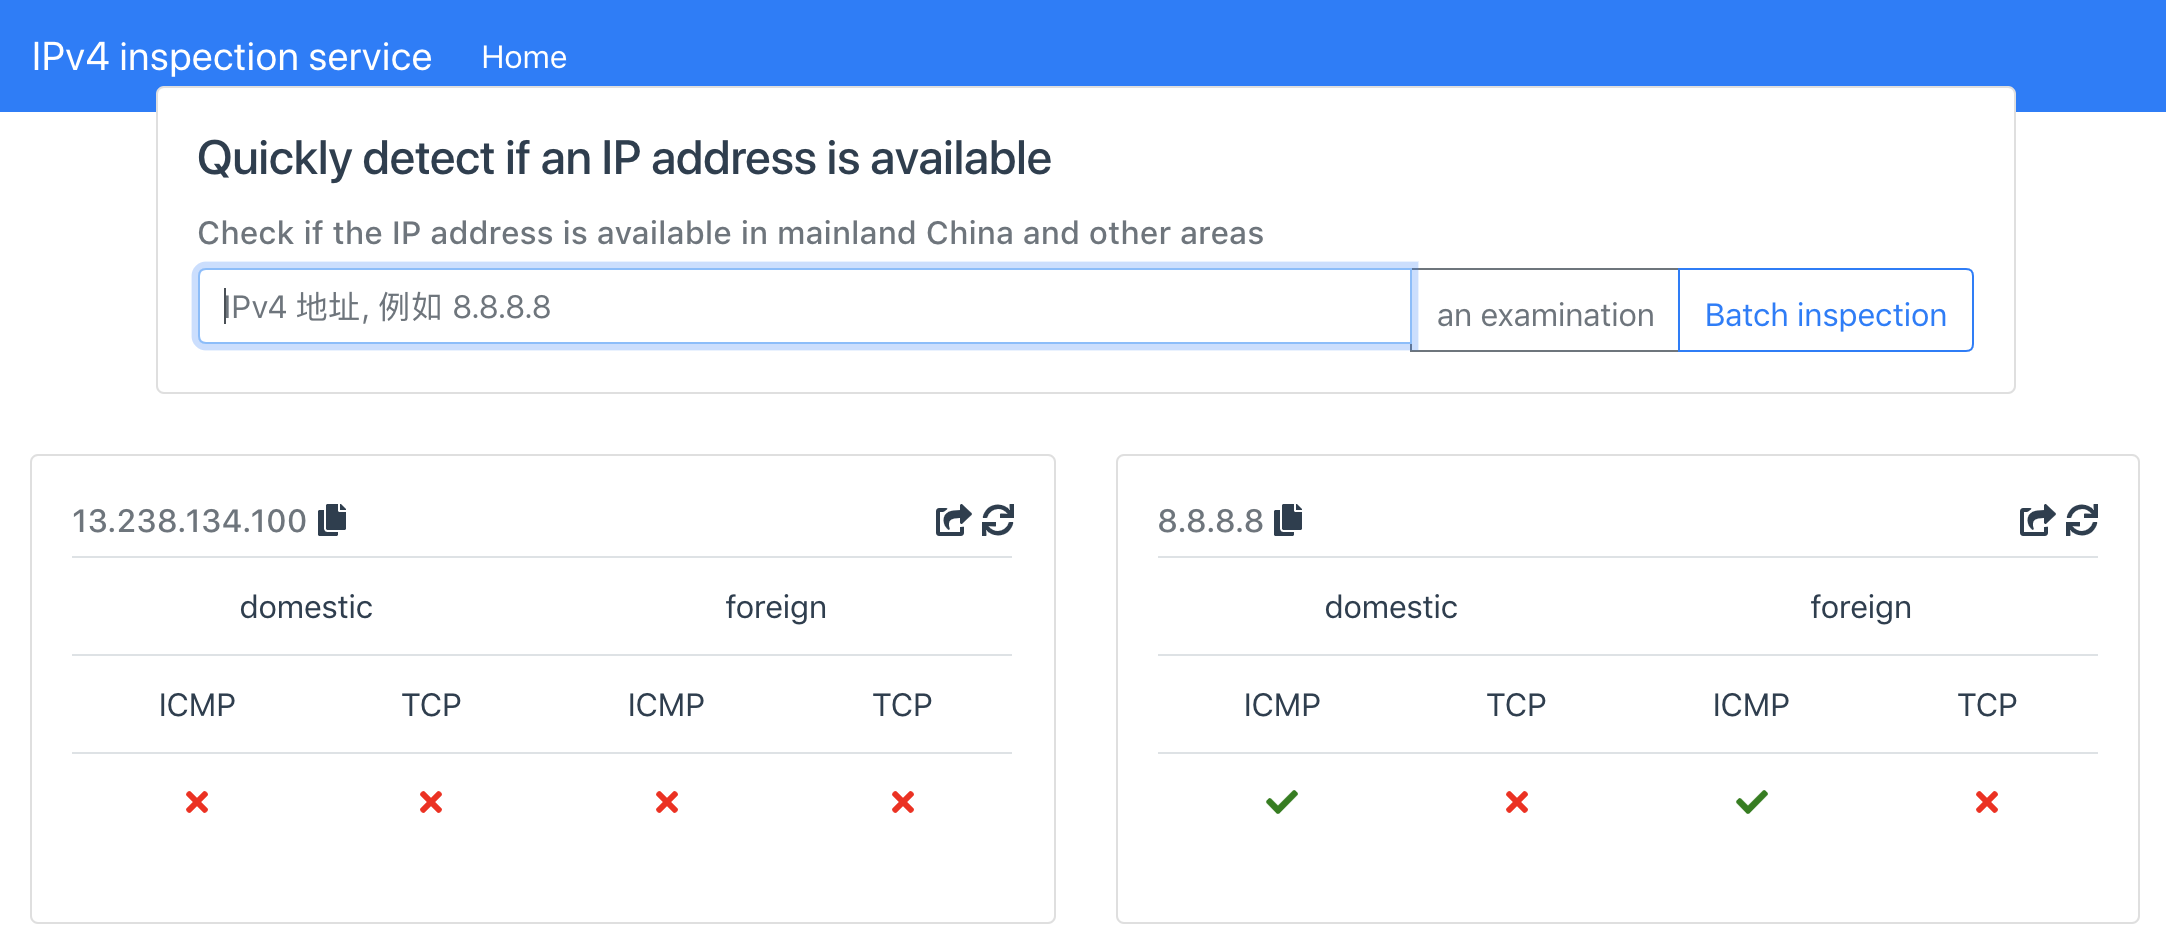 IPv4 inspection service Home
Quickly detect if an IP address is available
Check if the IP address is available in mainland China and other areas
IPv4 地址, 例如 8.8.8.8 an examination Batch inspection
13.238.134.100
domestic foreign
ICMP TCP ICMP TCP
8.8.8.8
domestic foreign
ICMP TCP ICMP TCP